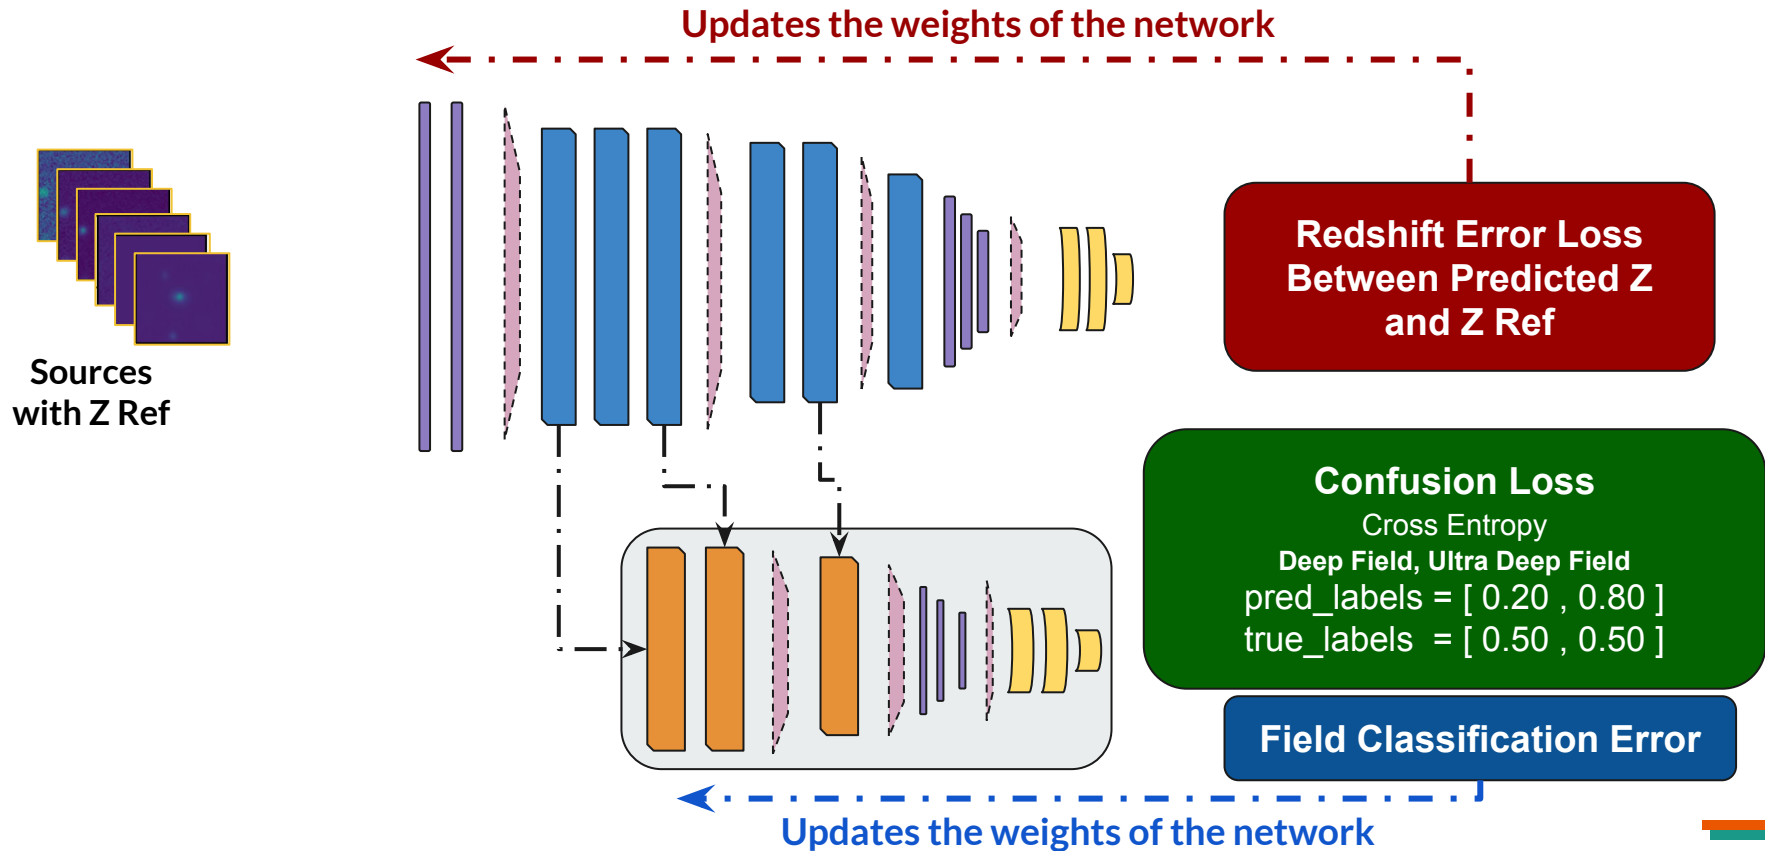 Updates the weights of the network
Sources
with Z Ref
Redshift Error Loss
Between Predicted Z
and Z Ref
Confusion Loss
Cross Entropy
Deep Field, Ultra Deep Field
pred_labels = [ 0.20 , 0.80 ]
true_labels = [ 0.50 , 0.50 ]
Field Classification Error
Updates the weights of the network